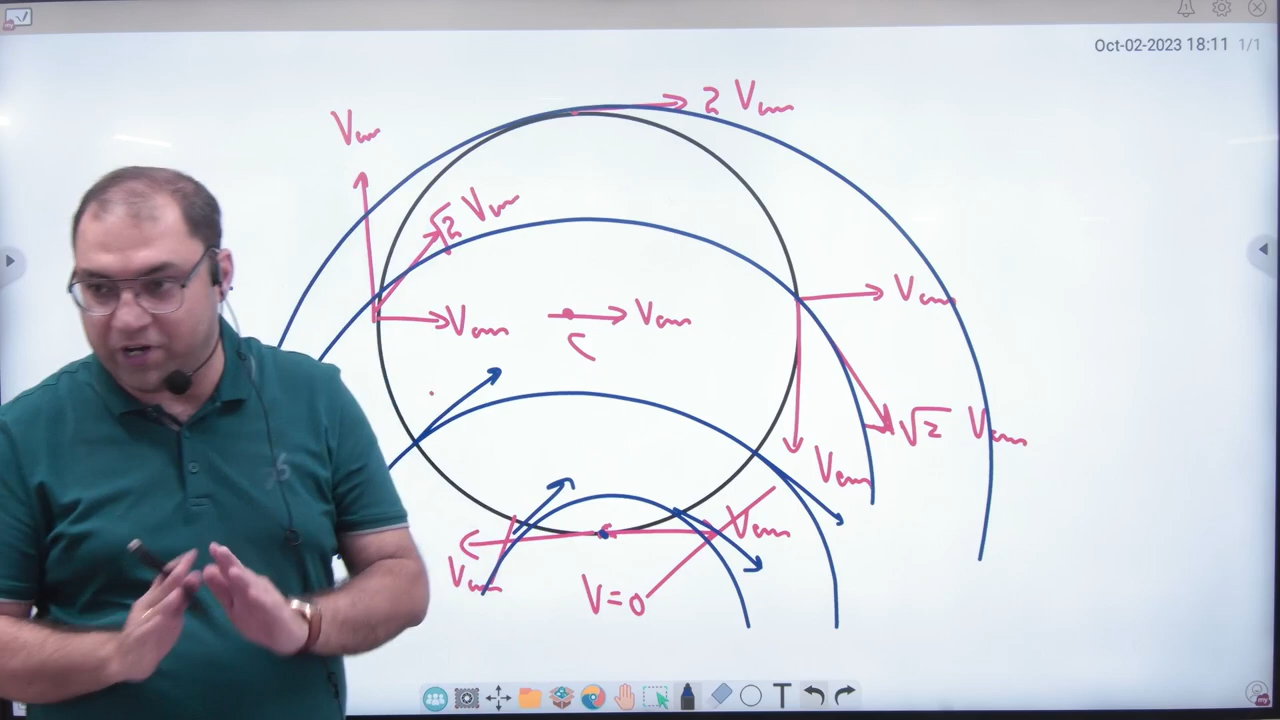 Oct-02-2023 18:11 1/1
2 Vcm
Vcm
√2 Vcm
Vcm
Vcm
Vcm
C
√2 Vcm
Vcm
Vcm
Vcm
V=0
T